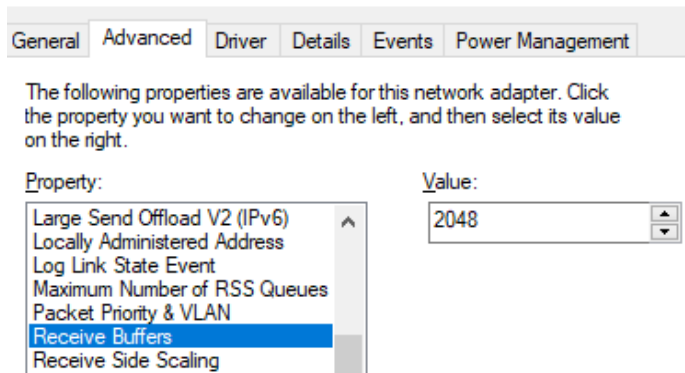 General Advanced Driver Details Events Power Management
The following properties are available for this network adapter. Click
the property you want to change on the left, and then select its value
on the right.
Property: Value:
Large Send Offload V2 (IPv6) 2048
Locally Administered Address
Log Link State Event
Maximum Number of RSS Queues
Packet Priority & VLAN
Receive Buffers
Receive Side Scaling